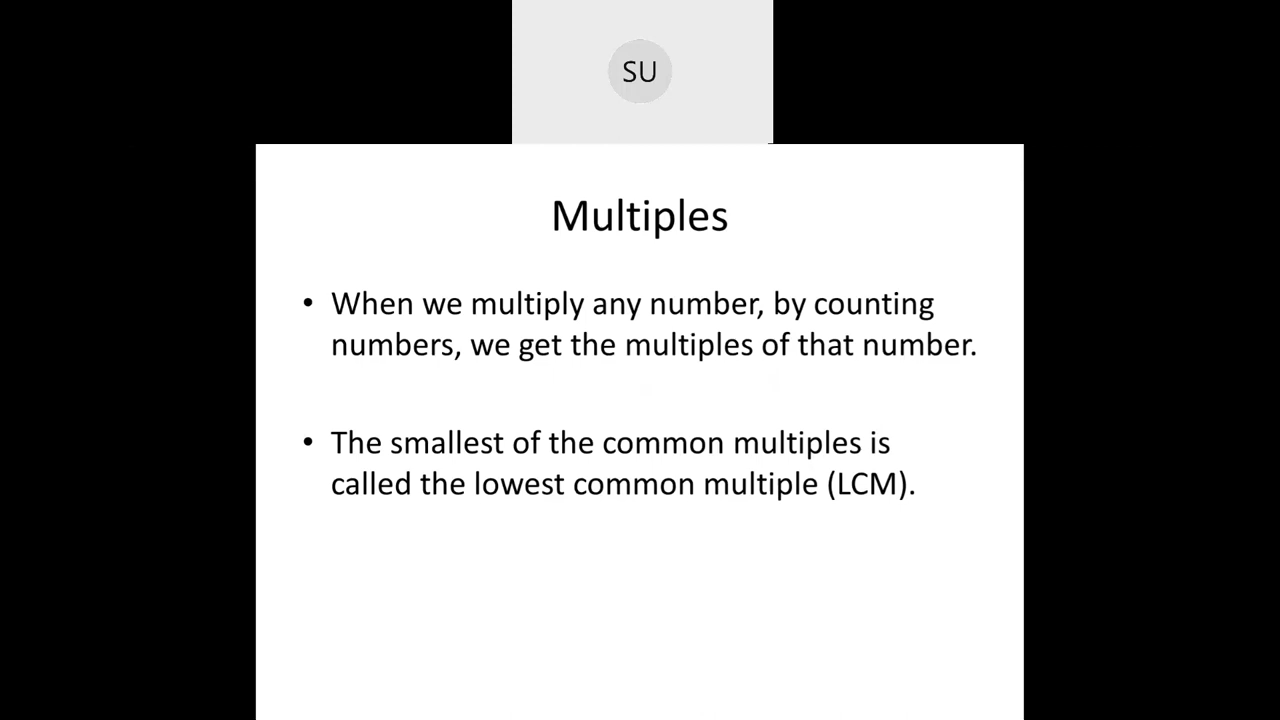 SU
Multiples
• When we multiply any number, by counting
numbers, we get the multiples of that number.
• The smallest of the common multiples is
called the lowest common multiple (LCM).